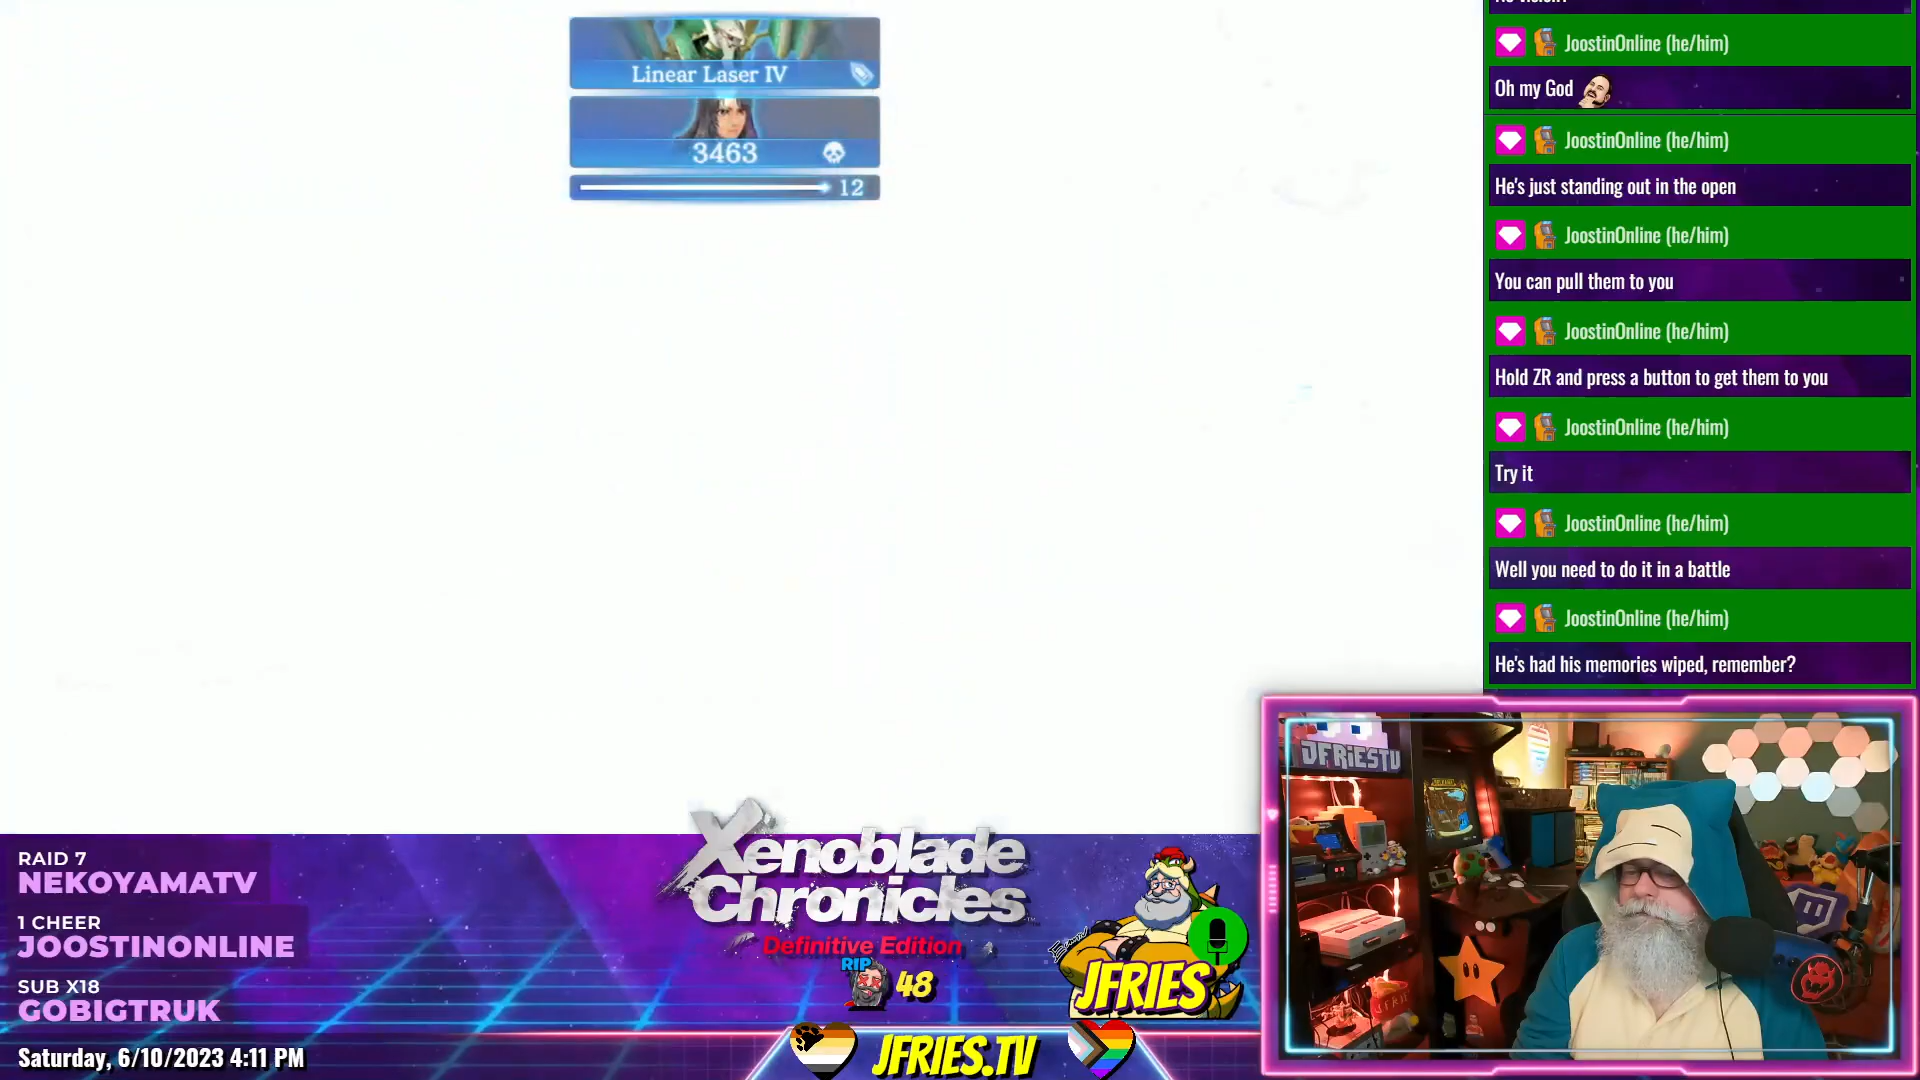 Linear Laser IV
3463
12
JoostinOnline (he/him)
Oh my God
JoostinOnline (he/him)
He's just standing out in the open
JoostinOnline (he/him)
You can pull them to you
JoostinOnline (he/him)
Hold ZR and press a button to get them to you
JoostinOnline (he/him)
Try it
JoostinOnline (he/him)
Well you need to do it in a battle
JoostinOnline (he/him)
He's had his memories wiped, remember?
JFRIESTV
RAID 7
NEKOYAMATV
1 CHEER
JOOSTINONLINE
SUB X18
GOBIGTRUK
Saturday, 6/10/2023 4:11 PM
Xenoblade
Chronicles
Definitive Edition
RIP
48
JFRIES
JFRIES.TV